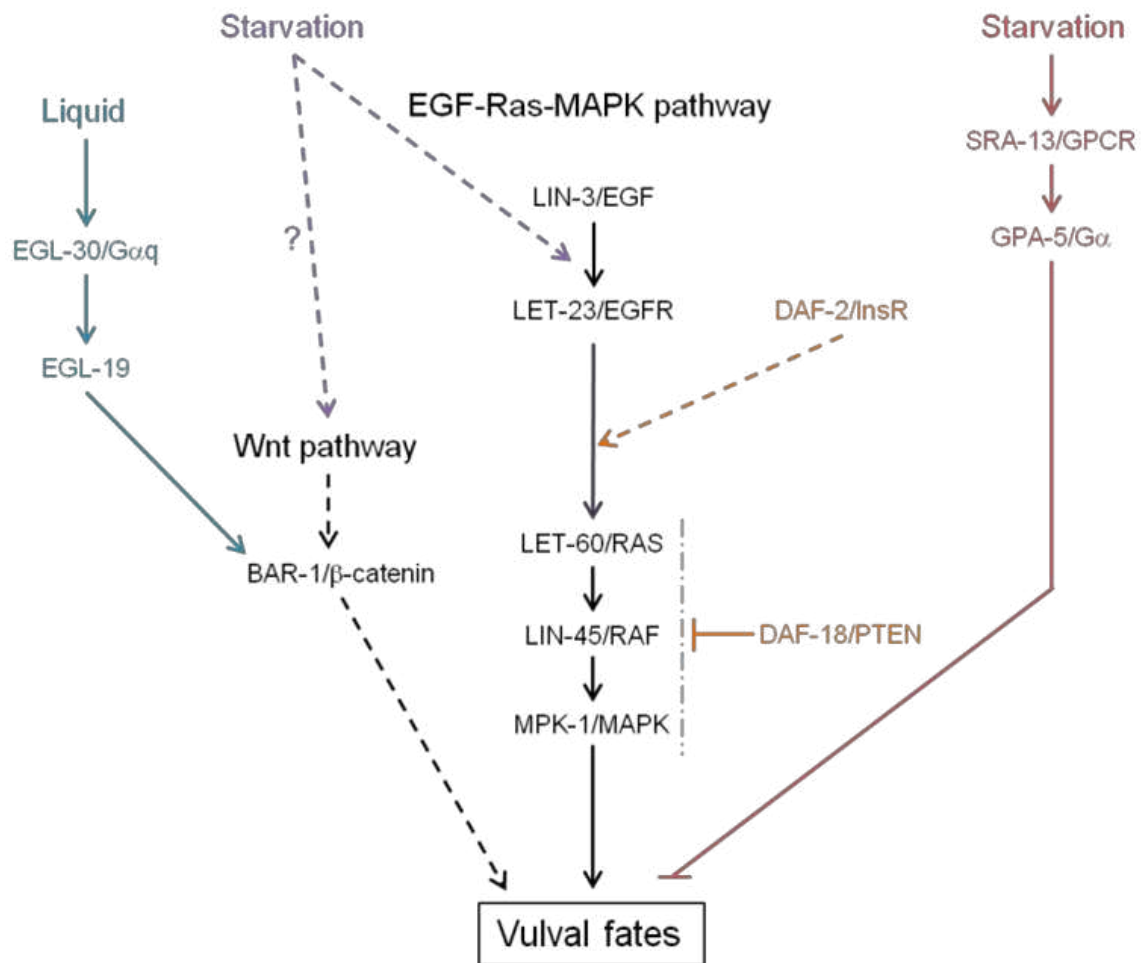 Starvation
Starvation
Liquid
EGF-Ras-MAPK pathway
SRA-13/GPCR
LIN-3/EGF
?
EGL-30/Gαq
GPA-5/Gα
LET-23/EGFR
DAF-2/InsR
EGL-19
Wnt pathway
LET-60/RAS
BAR-1/β-catenin
LIN-45/RAF
DAF-18/PTEN
MPK-1/MAPK
Vulval fates